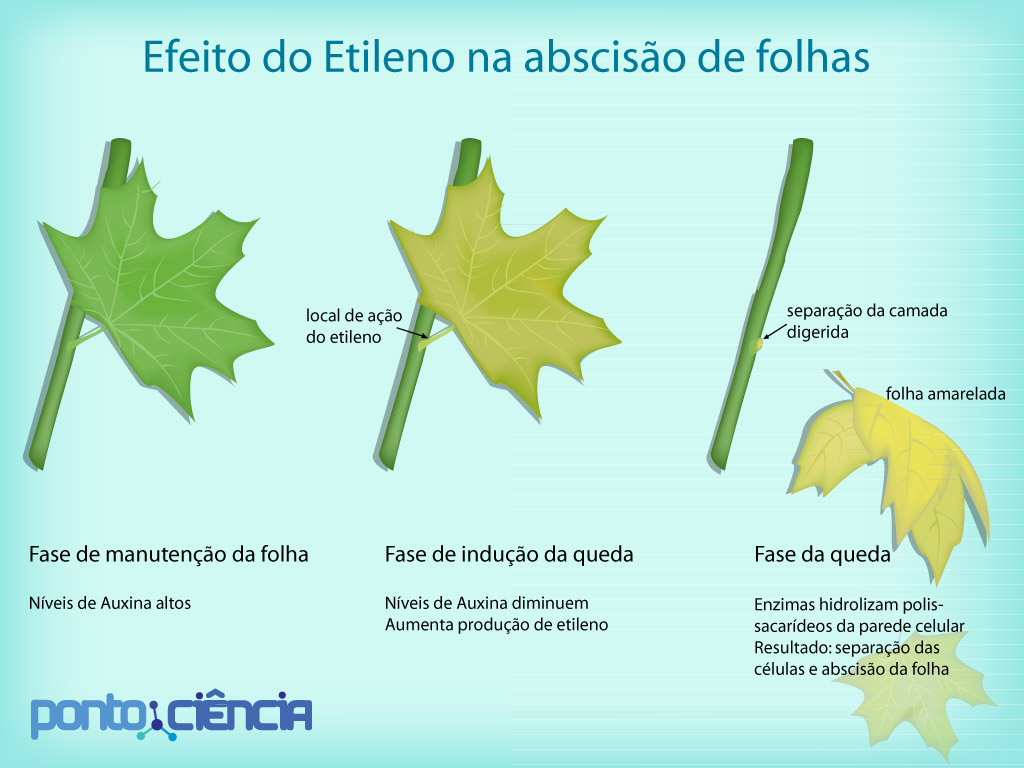 Efeito do Etileno na abscisão de folhas
local de ação
do etileno
separação da camada
digerida
folha amarelada
Fase de manutenção da folha
Níveis de Auxina altos
Fase de indução da queda
Níveis de Auxina diminuem
Aumenta produção de etileno
Fase da queda
Enzimas hidrolizam polis-
sacarídeos da parede celular
Resultado: separação das
células e abscisão da folha
ponto ciência